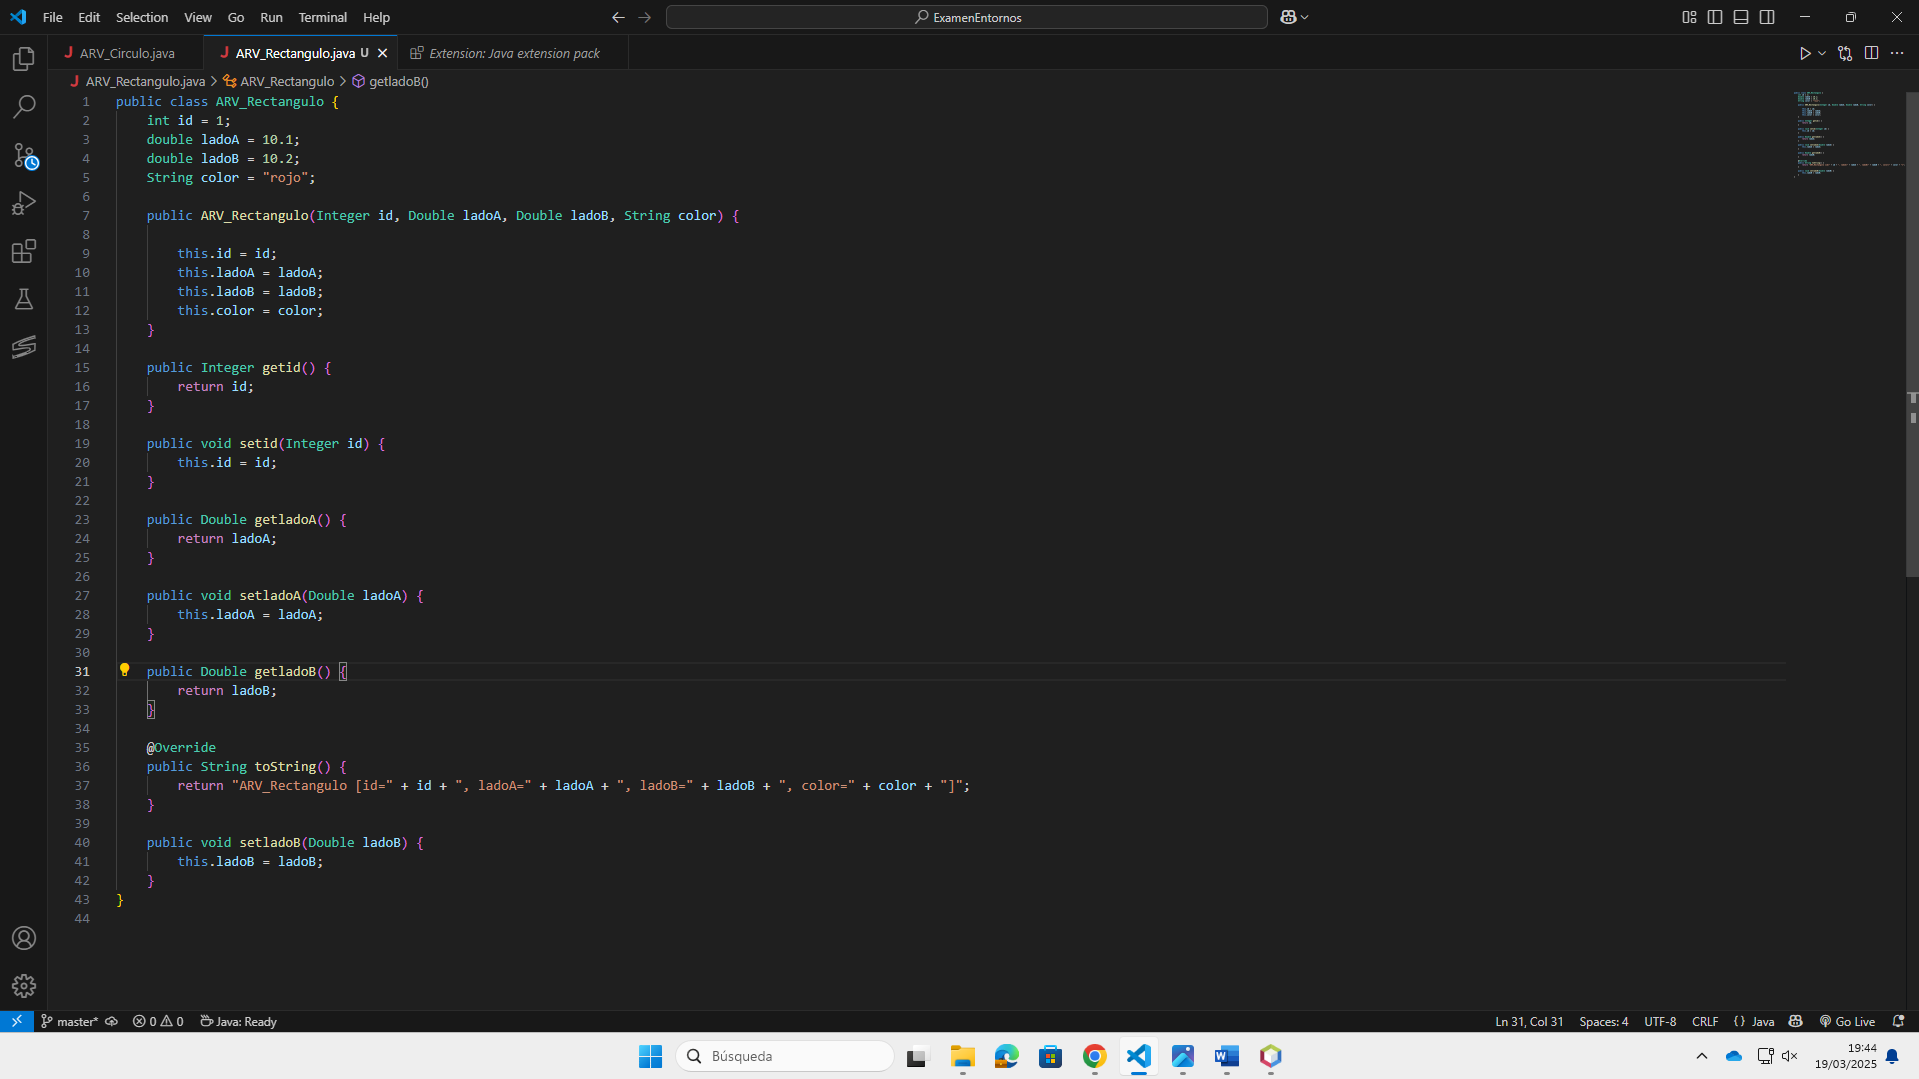 File Edit Selection View Go Run Terminal Help
ExamenEntornos
ARV_Circulo.java
ARV_Rectangulo.java U
Extension: Java extension pack
ARV_Rectangulo.java > ARV_Rectangulo > getladoB()
1 public class ARV_Rectangulo {
2 int id = 1;
3 double ladoA = 10.1;
4 double ladoB = 10.2;
5 String color = "rojo";
6
7 public ARV_Rectangulo(Integer id, Double ladoA, Double ladoB, String color) {
8
9 this.id = id;
10 this.ladoA = ladoA;
11 this.ladoB = ladoB;
12 this.color = color;
13 }
14
15 public Integer getid() {
16 return id;
17 }
18
19 public void setid(Integer id) {
20 this.id = id;
21 }
22
23 public Double getladoA() {
24 return ladoA;
25 }
26
27 public void setladoA(Double ladoA) {
28 this.ladoA = ladoA;
29 }
30
31 public Double getladoB() {
32 return ladoB;
33 }
34
35 @Override
36 public String toString() {
37 return "ARV_Rectangulo [id=" + id + ", ladoA=" + ladoA + ", ladoB=" + ladoB + ", color=" + color + "]";
38 }
39
40 public void setladoB(Double ladoB) {
41 this.ladoB = ladoB;
42 }
43 }
44
master* 0 0 Java: Ready
Ln 31, Col 31 Spaces: 4 UTF-8 CRLF {} Java Go Live
Búsqueda
19:44
19/03/2025